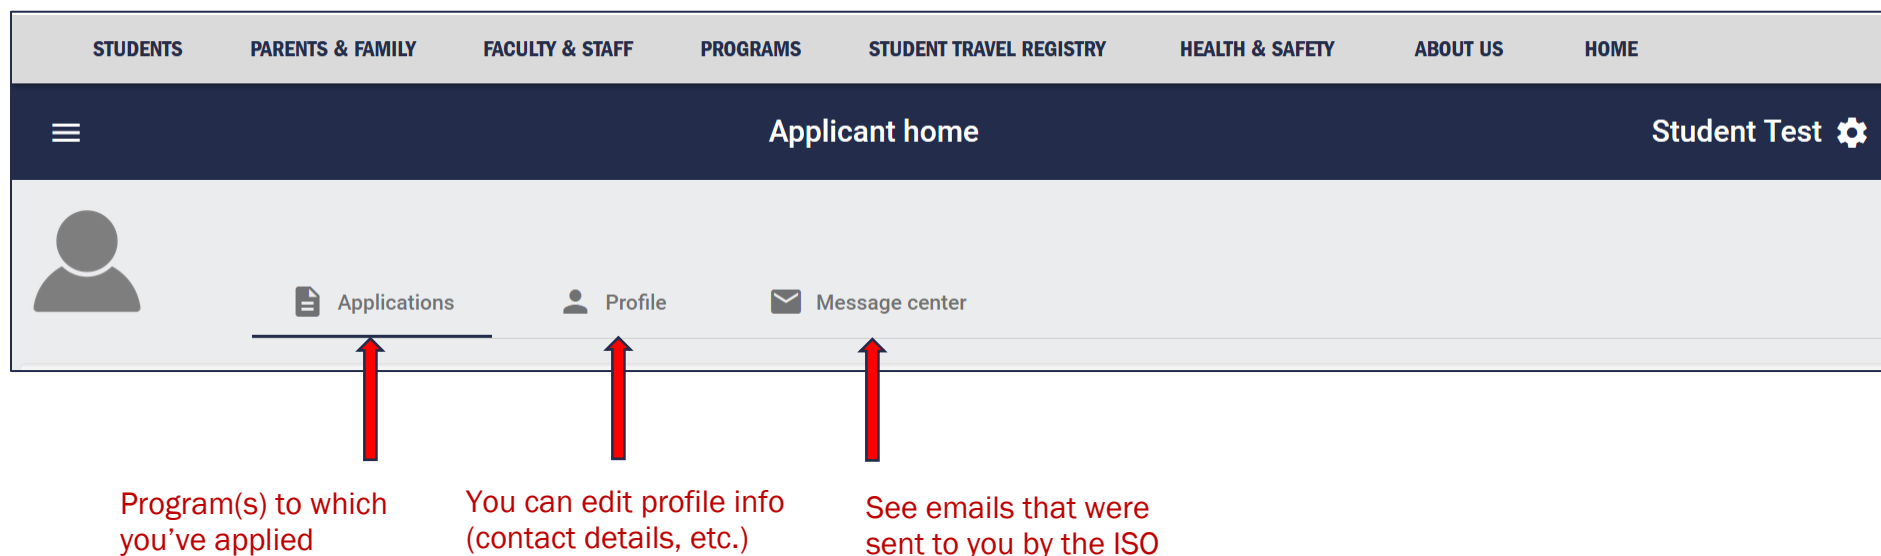 STUDENTS PARENTS & FAMILY FACULTY & STAFF PROGRAMS STUDENT TRAVEL REGISTRY HEALTH & SAFETY ABOUT US HOME
Applicant home Student Test
Applications Profile Message center
Program(s) to which
you’ve applied
You can edit profile info
(contact details, etc.)
See emails that were
sent to you by the ISO